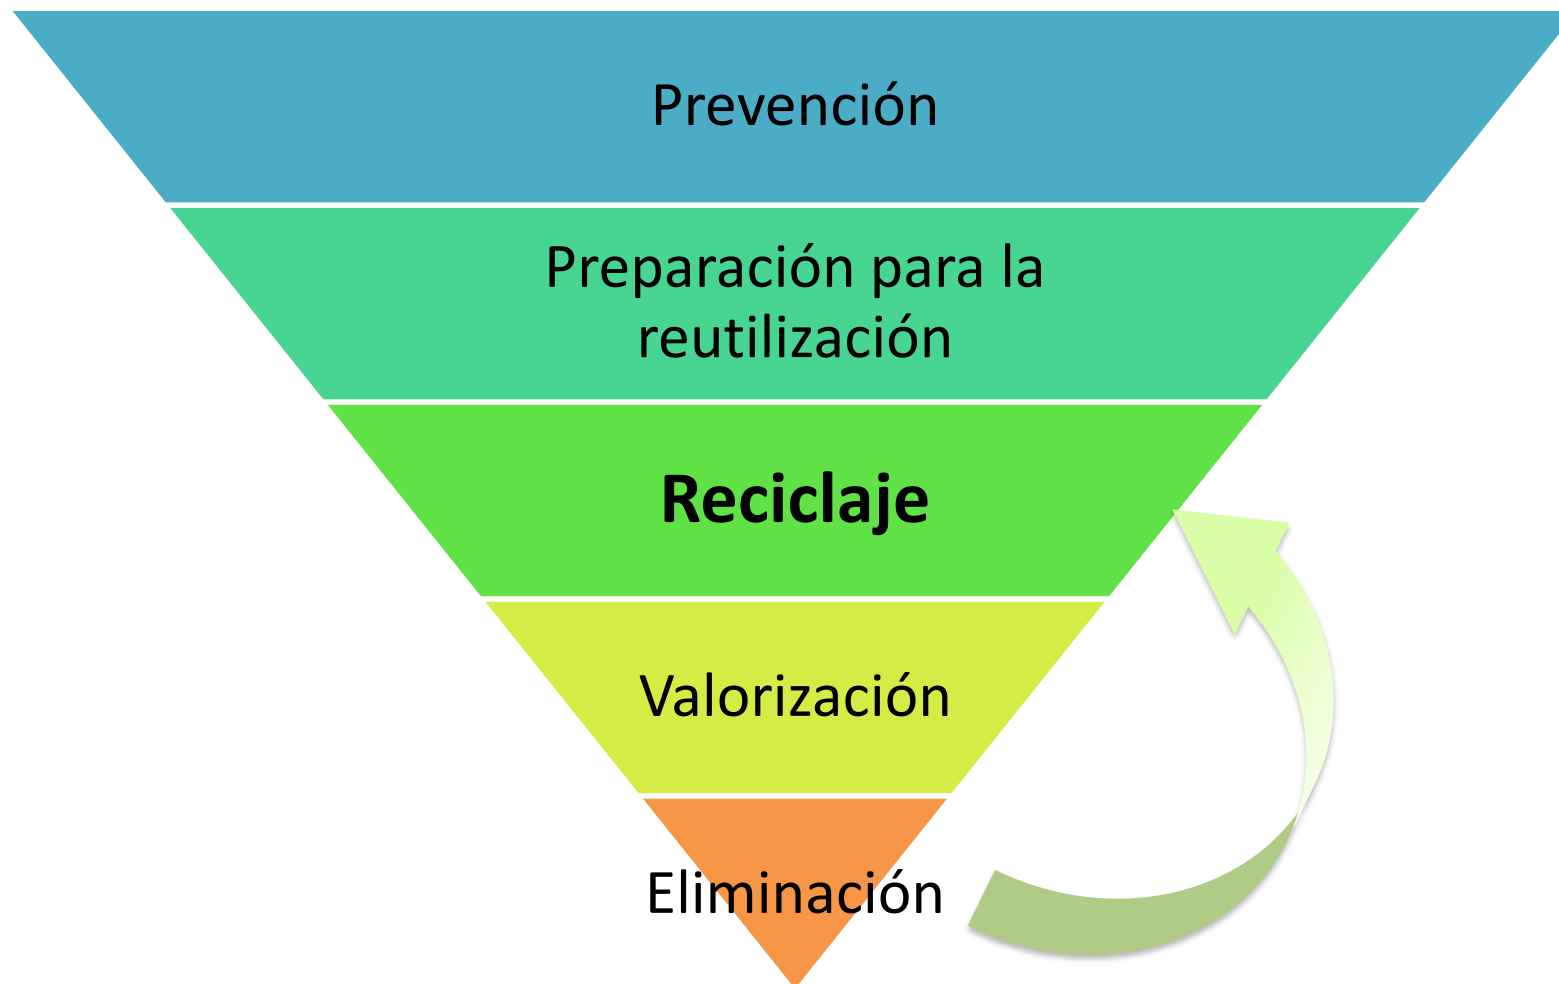 Prevención
Preparación para la
reutilización
Reciclaje
Valorización
Eliminación